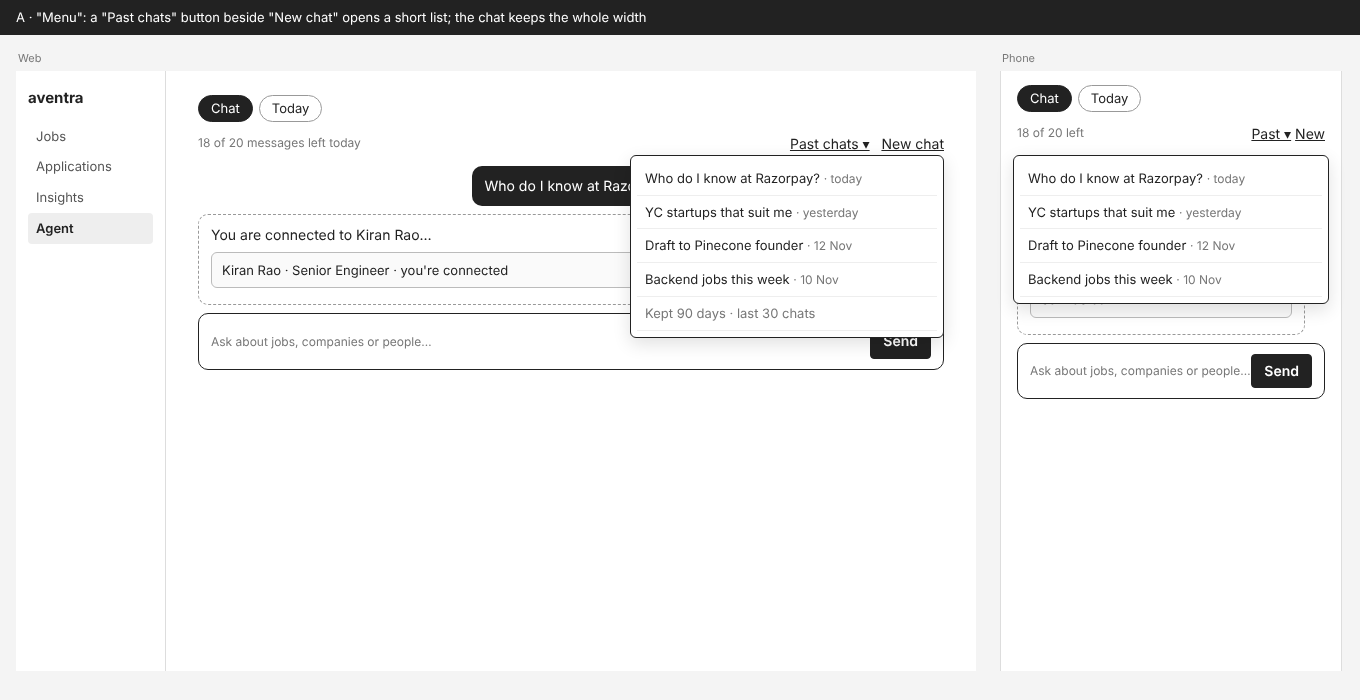 A · "Menu": a "Past chats" button beside "New chat" opens a short list; the chat keeps the whole width
Web
aventra
Jobs
Applications
Insights
Agent
Chat
Today
18 of 20 messages left today
Past chats ▾
New chat
Who do I know at Razo
You are connected to Kiran Rao...
Kiran Rao · Senior Engineer · you're connected
Ask about jobs, companies or people...
Send
Who do I know at Razorpay? · today
YC startups that suit me · yesterday
Draft to Pinecone founder · 12 Nov
Backend jobs this week · 10 Nov
Kept 90 days · last 30 chats
Phone
Chat
Today
18 of 20 left
Past ▾
New
Who do I know at Razorpay? · today
YC startups that suit me · yesterday
Draft to Pinecone founder · 12 Nov
Backend jobs this week · 10 Nov
Ask about jobs, companies or people...
Send